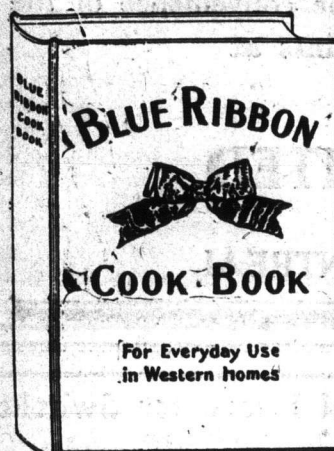 BLUE
RIBBON
COOK
BOOK
BLUE RIBBON
COOK BOOK
For Everyday Use
in Western Homes